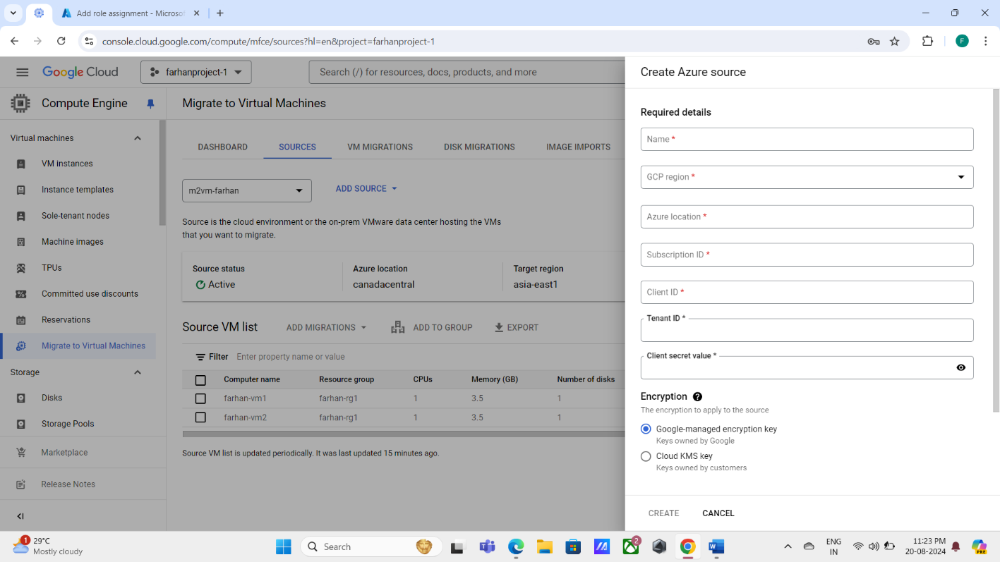 Add role assignment - Microso
console.cloud.google.com/compute/mfce/sources?hl=en&project=farhanproject-1
F
Google Cloud
farhanproject-1
Search (/) for resources, docs, products, and more
Compute Engine
Virtual machines
VM instances
Instance templates
Sole-tenant nodes
Machine images
TPUs
Committed use discounts
Reservations
Migrate to Virtual Machines
Storage
Disks
Storage Pools
Marketplace
Release Notes
Migrate to Virtual Machines
DASHBOARD SOURCES VM MIGRATIONS DISK MIGRATIONS IMAGE IMPORTS
m2vm-farhan
ADD SOURCE
Source is the cloud environment or the on-prem VMware data center hosting the VMs
that you want to migrate.
Source status Azure location Target region
Active canadacentral asia-east1
Source VM list ADD MIGRATIONS ADD TO GROUP EXPORT
Filter Enter property name or value
Computer name Resource group CPUs Memory (GB) Number of disks
farhan-vm1 farhan-rg1 1 3.5 1
farhan-vm2 farhan-rg1 1 3.5 1
Source VM list is updated periodically. It was last updated 15 minutes ago.
Create Azure source
Required details
Name *
GCP region *
Azure location *
Subscription ID *
Client ID *
Tenant ID *
Client secret value *
Encryption ?
The encryption to apply to the source
Google-managed encryption key
Keys owned by Google
Cloud KMS key
Keys owned by customers
CREATE CANCEL
1
29°C
Mostly cloudy
Search
2
W
ENG
IN
11:23 PM
20-08-2024
PRE